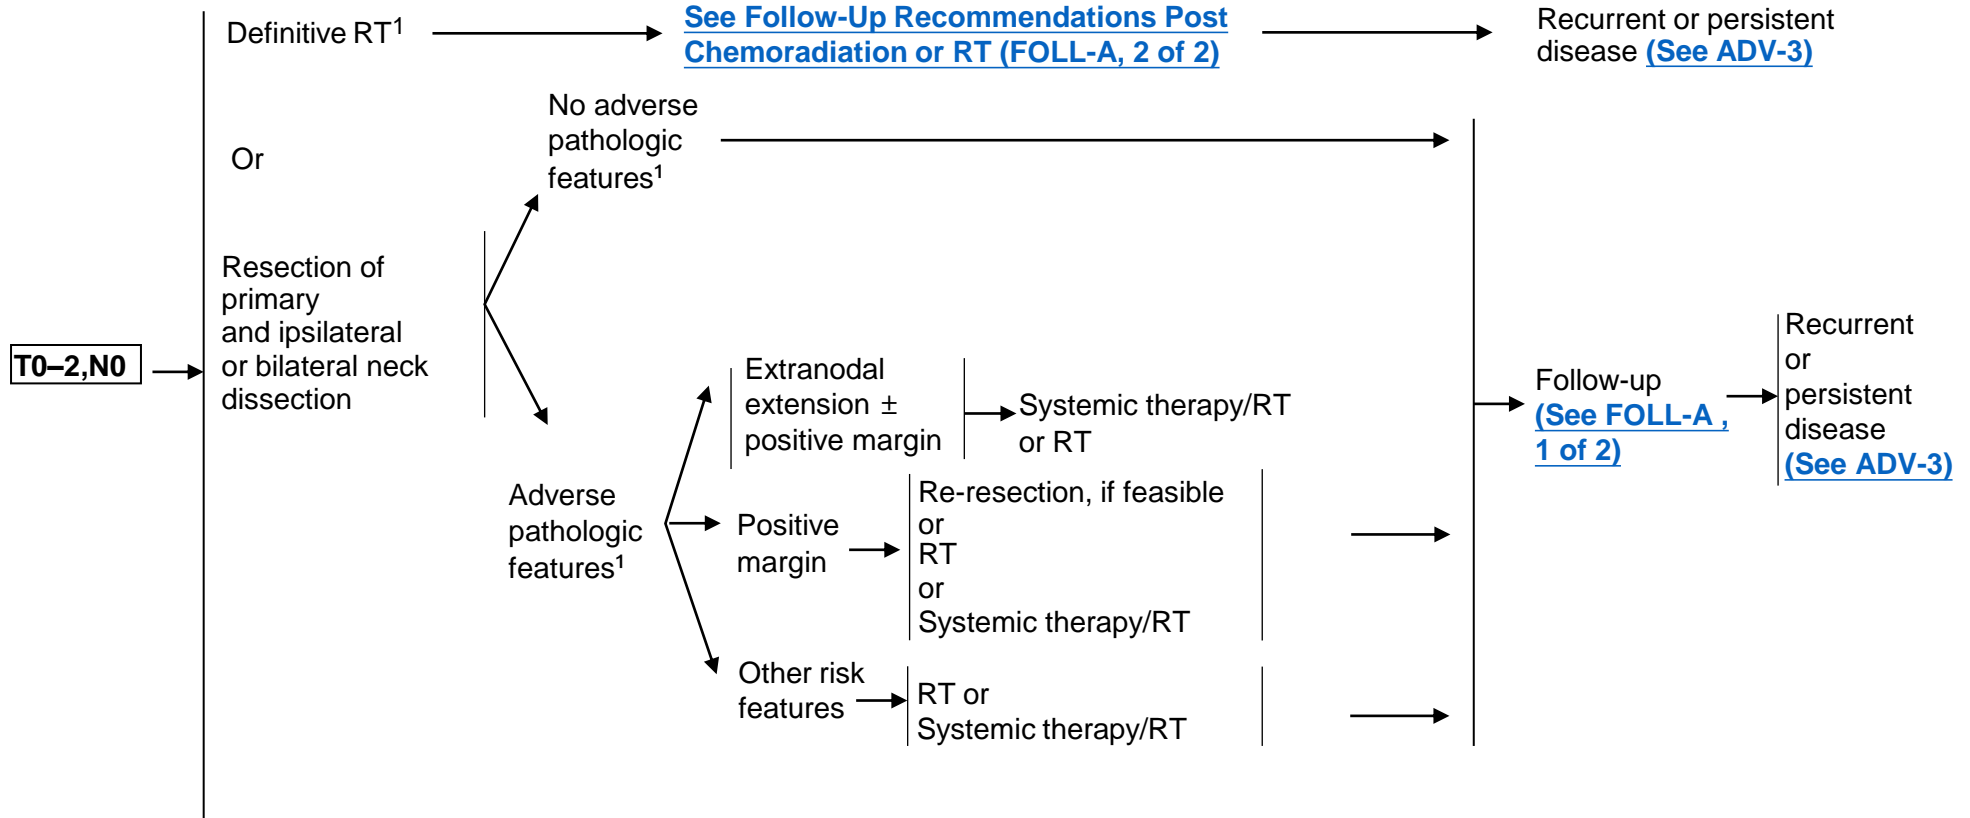 Definitive RT¹
See Follow-Up Recommendations Post
Chemoradiation or RT (FOLL-A, 2 of 2)
Recurrent or persistent
disease (See ADV-3)
Or
No adverse
pathologic
features¹
Resection of
primary
and ipsilateral
or bilateral neck
dissection
T0–2,N0
Adverse
pathologic
features¹
Extranodal
extension ±
positive margin
Systemic therapy/RT
or RT
Positive
margin
Re-resection, if feasible
or
RT
or
Systemic therapy/RT
Other risk
features
RT or
Systemic therapy/RT
Follow-up
(See FOLL-A ,
1 of 2)
Recurrent
or
persistent
disease
(See ADV-3)